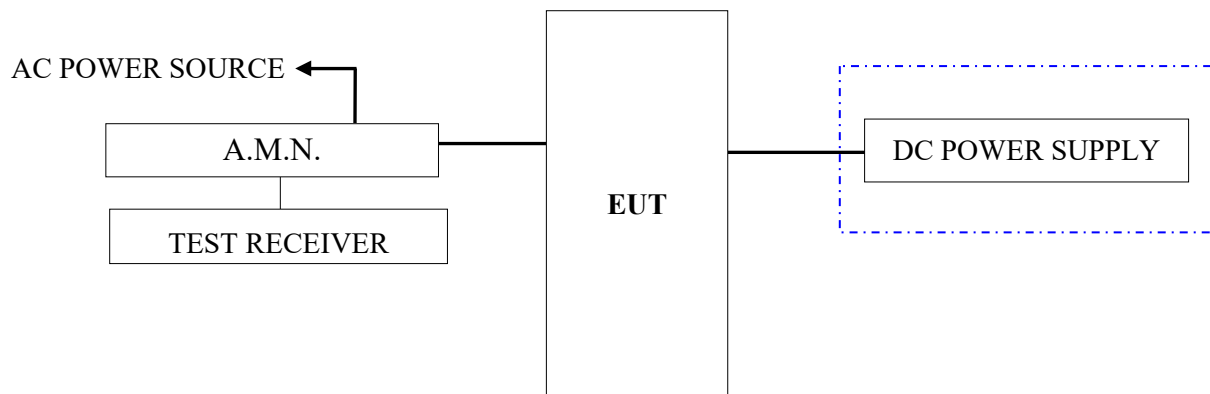 AC POWER SOURCE
A.M.N.
TEST RECEIVER
EUT
DC POWER SUPPLY